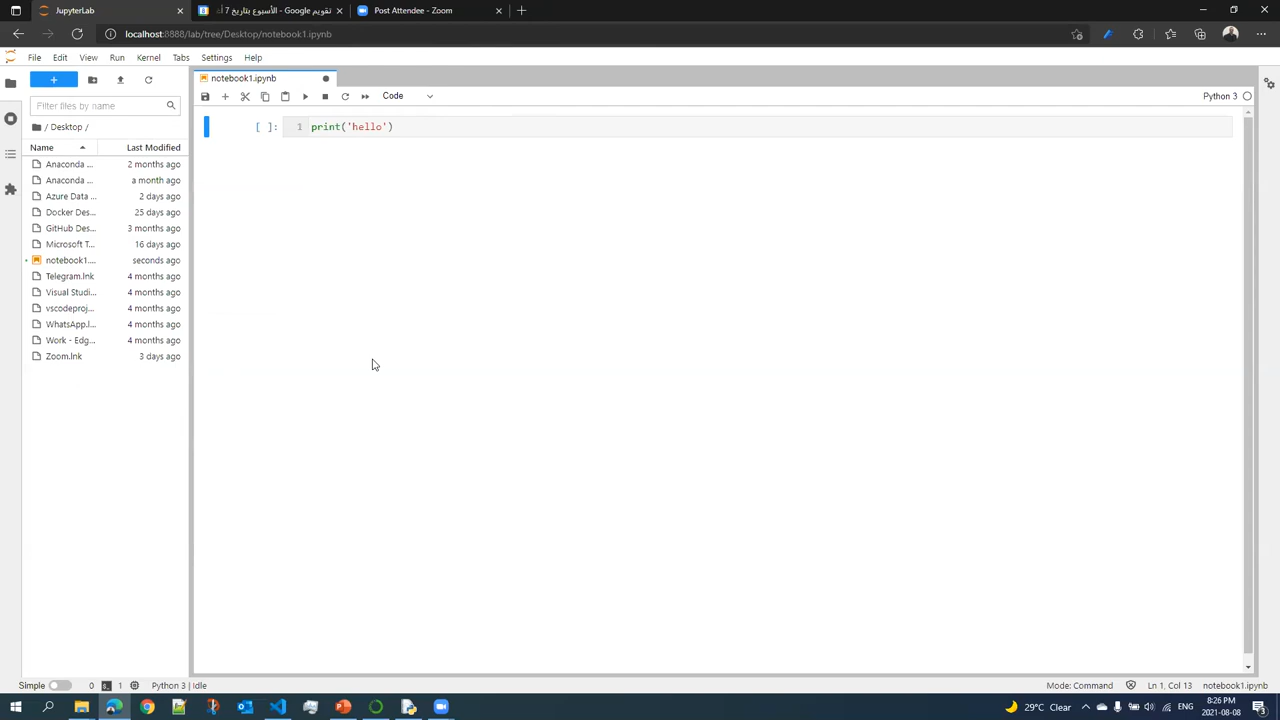 JupyterLab
تقويم Google - الأسبوع بتاريخ 7 أ
Post Attendee - Zoom
localhost:8888/lab/tree/Desktop/notebook1.ipynb
File Edit View Run Kernel Tabs Settings Help
notebook1.ipynb
Filter files by name
Code
Python 3
/ Desktop /
[ ]: 1 print('hello')
Name Last Modified
Anaconda ... 2 months ago
Anaconda ... a month ago
Azure Data ... 2 days ago
Docker Des... 25 days ago
GitHub Des... 3 months ago
Microsoft T... 16 days ago
notebook1.... seconds ago
Telegram.lnk 4 months ago
Visual Studi... 4 months ago
vscodeproj... 4 months ago
WhatsApp.l... 4 months ago
Work - Edg... 4 months ago
Zoom.lnk 3 days ago
Simple 0 1 Python 3 | Idle Mode: Command Ln 1, Col 13 notebook1.ipynb
29°C Clear ENG 8:26 PM
2021-08-08 3